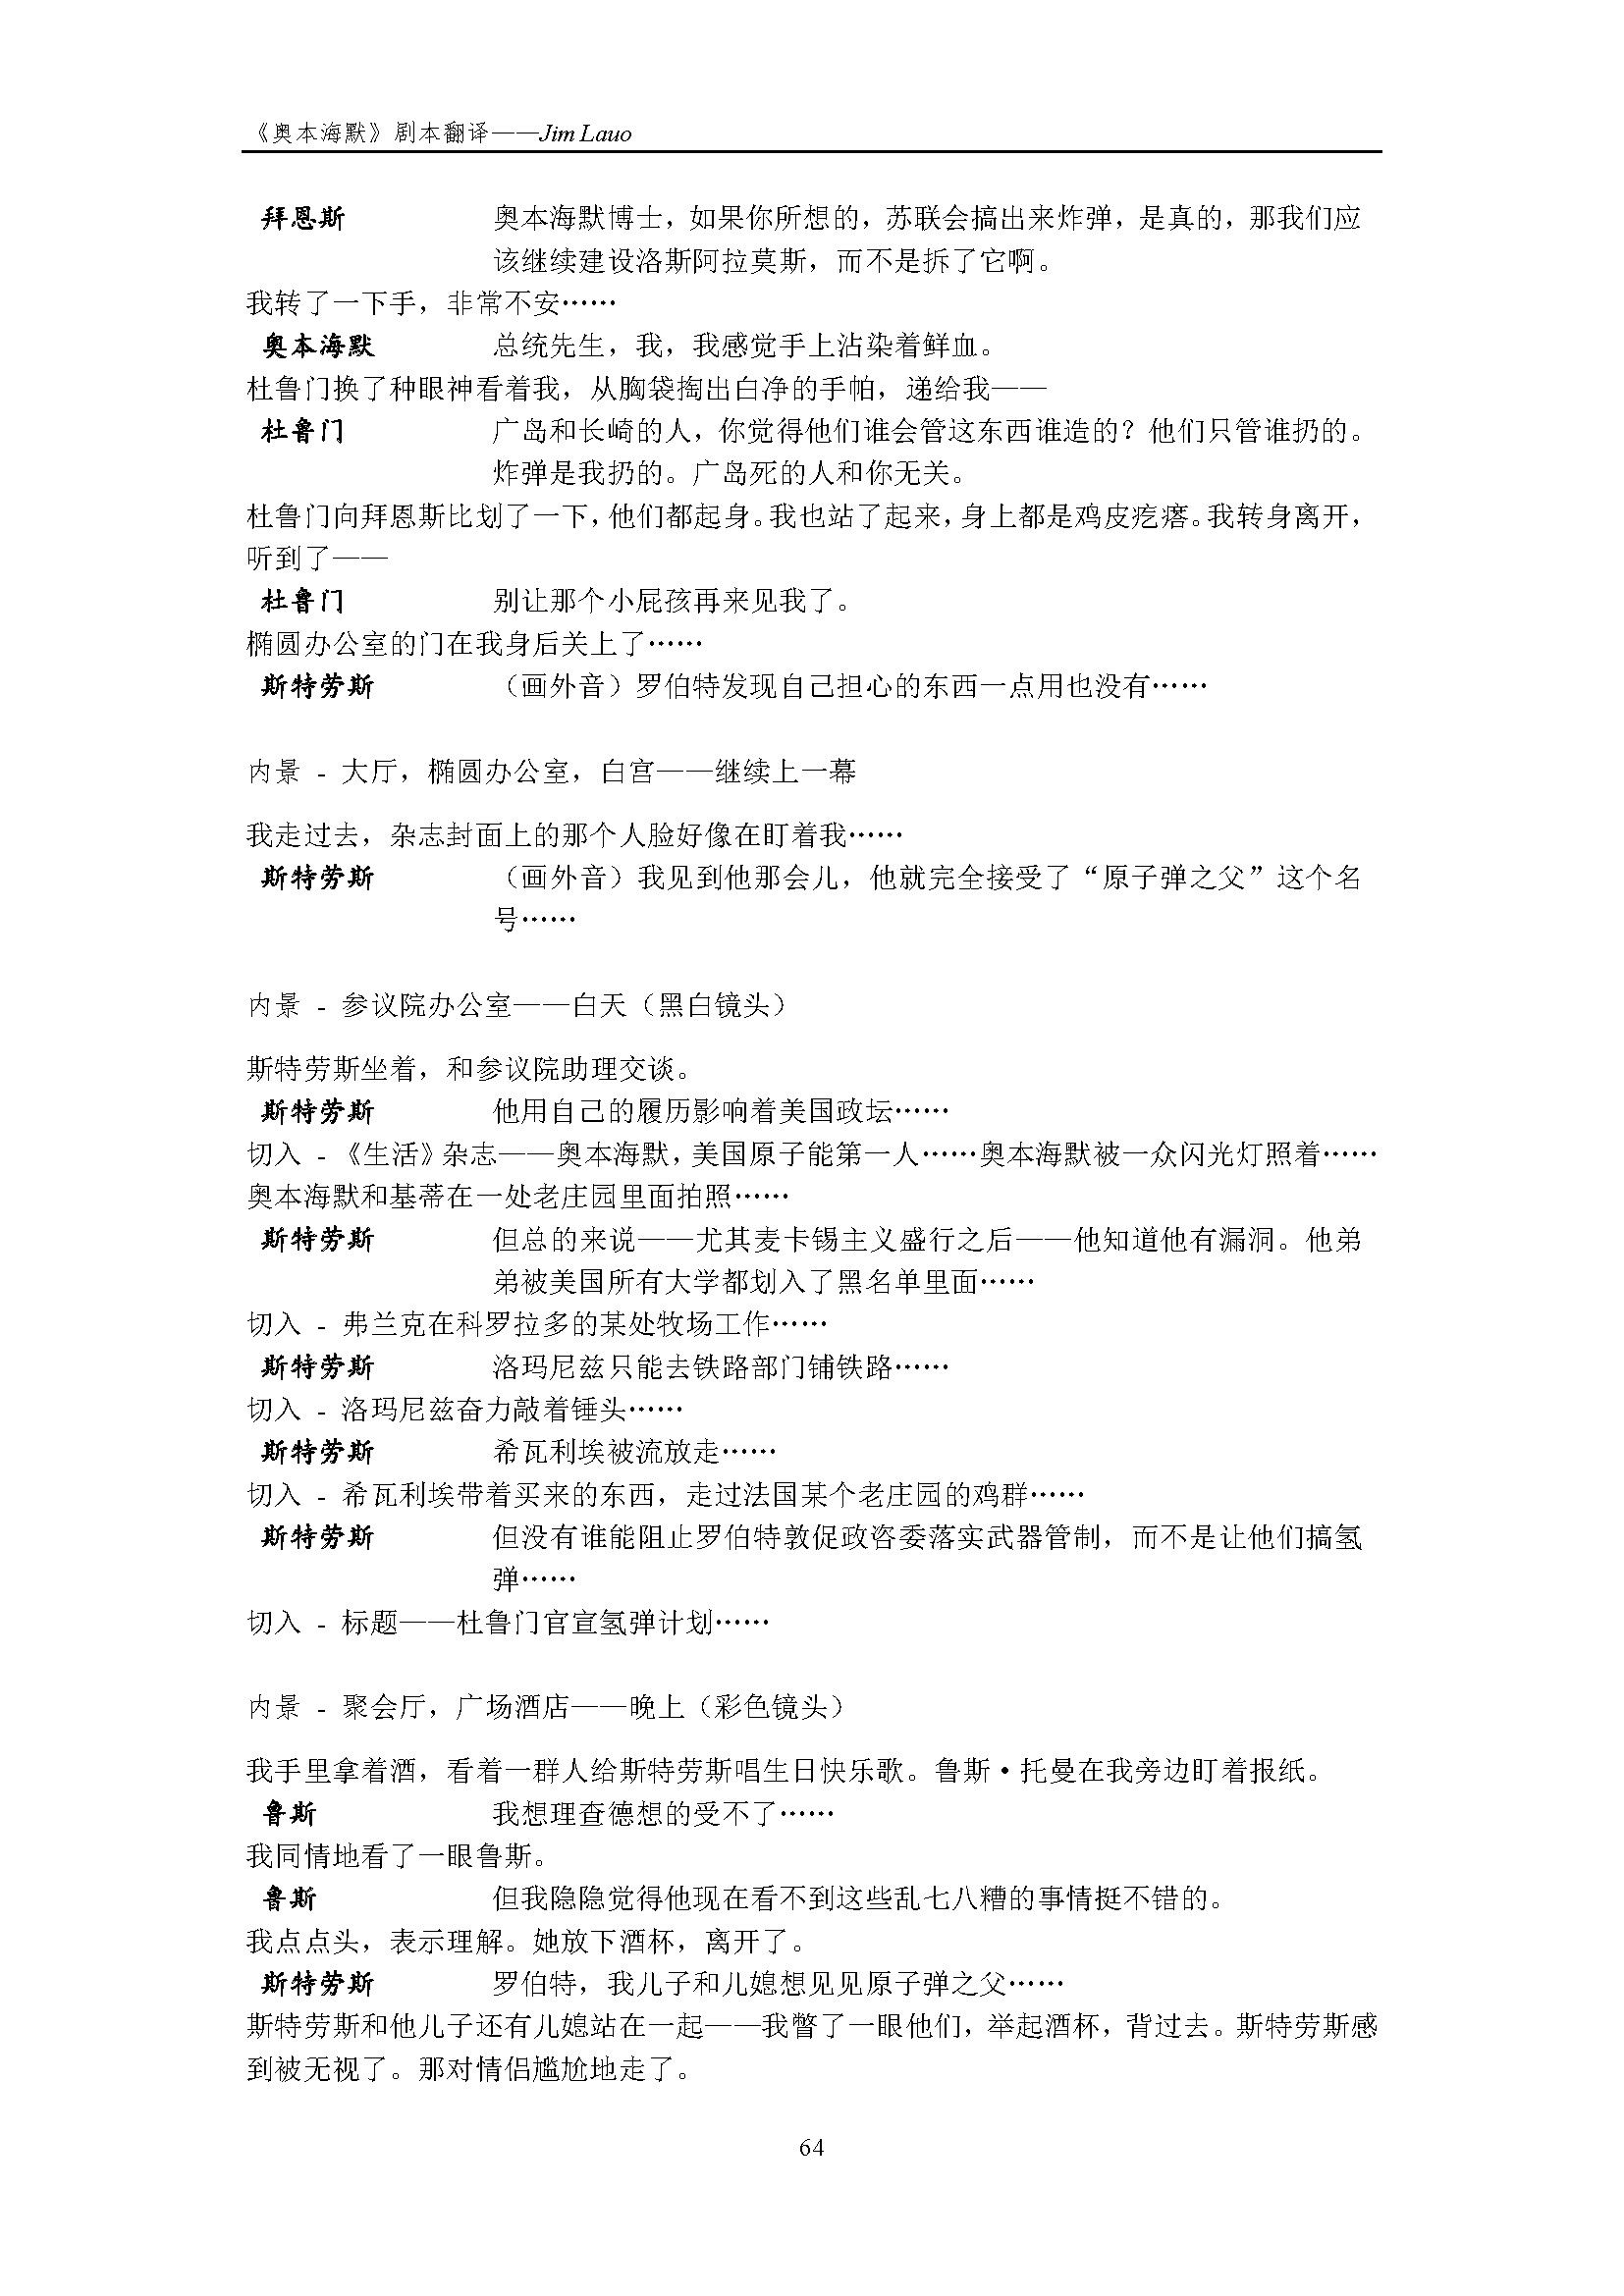 《奥本海默》剧本翻译——Jim Lauo
拜恩斯 奥本海默博士，如果你所想的，苏联会搞出来炸弹，是真的，那我们应
该继续建设洛斯阿拉莫斯，而不是拆了它啊。
我转了一下手，非常不安……
奥本海默 总统先生，我，我感觉手上沾染着鲜血。
杜鲁门换了种眼神看着我，从胸袋掏出白净的手帕，递给我——
杜鲁门 广岛和长崎的人，你觉得他们谁会管这东西谁造的？他们只管谁扔的。
炸弹是我扔的。广岛死的人和你无关。
杜鲁门向拜恩斯比划了一下，他们都起身。我也站了起来，身上都是鸡皮疙瘩。我转身离开，
听到了——
杜鲁门 别让那个小屁孩再来见我了。
椭圆办公室的门在我身后关上了……
斯特劳斯 （画外音）罗伯特发现自己担心的东西一点用也没有……
内景 - 大厅，椭圆办公室，白宫——继续上一幕
我走过去，杂志封面上的那个人脸好像在盯着我……
斯特劳斯 （画外音）我见到他那会儿，他就完全接受了“原子弹之父”这个名
号……
内景 - 参议院办公室——白天（黑白镜头）
斯特劳斯坐着，和参议院助理交谈。
斯特劳斯 他用自己的履历影响着美国政坛……
切入 - 《生活》杂志——奥本海默，美国原子能第一人……奥本海默被一众闪光灯照着……
奥本海默和基蒂在一处老庄园里面拍照……
斯特劳斯 但总的来说——尤其麦卡锡主义盛行之后——他知道他有漏洞。他弟
弟被美国所有大学都划入了黑名单里面……
切入 - 弗兰克在科罗拉多的某处牧场工作……
斯特劳斯 洛玛尼兹只能去铁路部门铺铁路……
切入 - 洛玛尼兹奋力敲着锤头……
斯特劳斯 希瓦利埃被流放走……
切入 - 希瓦利埃带着买来的东西，走过法国某个老庄园的鸡群……
斯特劳斯 但没有谁能阻止罗伯特敦促政咨委落实武器管制，而不是让他们搞氢
弹……
切入 - 标题——杜鲁门官宣氢弹计划……
内景 - 聚会厅，广场酒店——晚上（彩色镜头）
我手里拿着酒，看着一群人给斯特劳斯唱生日快乐歌。鲁斯·托曼在我旁边盯着报纸。
鲁斯 我想理查德想的受不了……
我同情地看了一眼鲁斯。
鲁斯 但我隐隐觉得他现在看不到这些乱七八糟的事情挺不错的。
我点点头，表示理解。她放下酒杯，离开了。
斯特劳斯 罗伯特，我儿子和儿媳想见见原子弹之父……
斯特劳斯和他儿子还有儿媳站在一起——我瞥了一眼他们，举起酒杯，背过去。斯特劳斯感
到被无视了。那对情侣尴尬地走了。
64